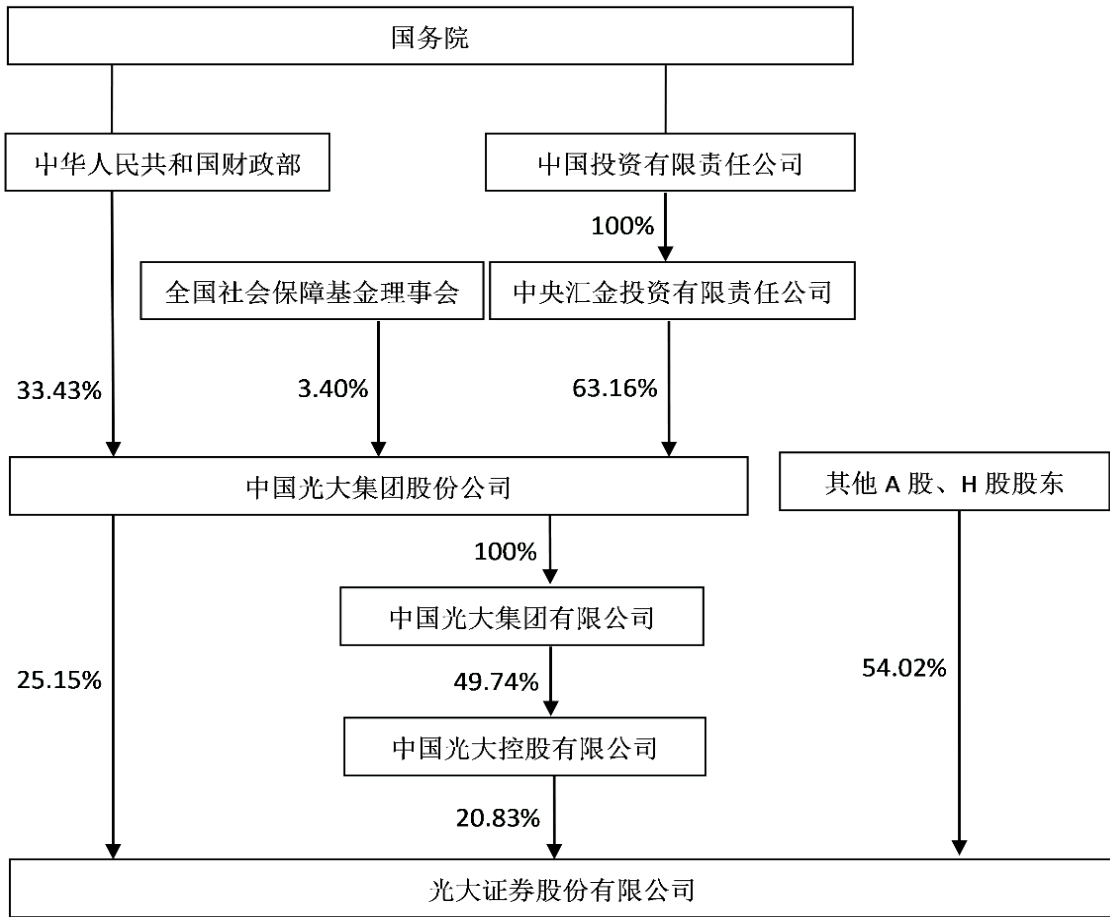 国务院
中华人民共和国财政部
中国投资有限责任公司
100%
全国社会保障基金理事会
中央汇金投资有限责任公司
33.43%
3.40%
63.16%
中国光大集团股份公司
其他 A 股、H 股股东
100%
中国光大集团有限公司
25.15%
49.74%
54.02%
中国光大控股有限公司
20.83%
光大证券股份有限公司